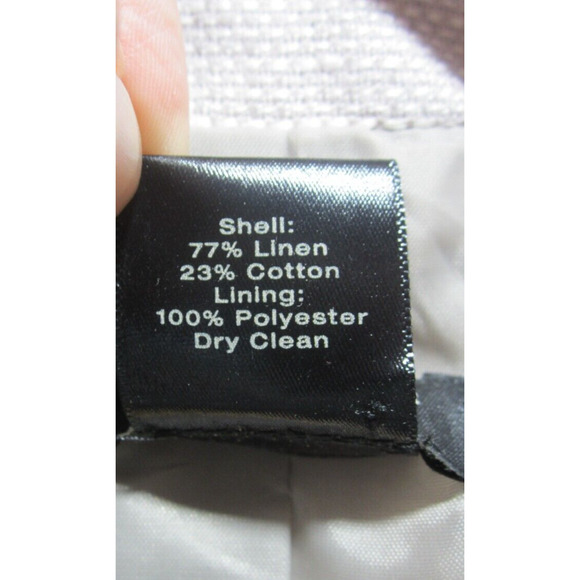 Shell:
77% Linen
23% Cotton
Lining:
100% Polyester
Dry Clean